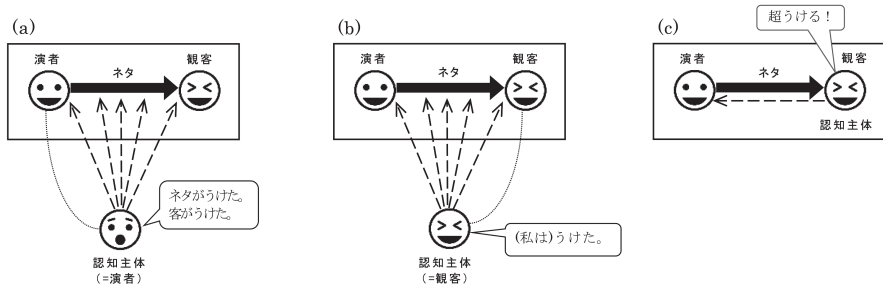 (a)
演者
ネタ
観客
ネタがうけた。
客がうけた。
認知主体
(=演者)
(b)
演者
ネタ
観客
(私は)うけた。
認知主体
(=観客)
(c)
超うける！
演者
ネタ
観客
認知主体